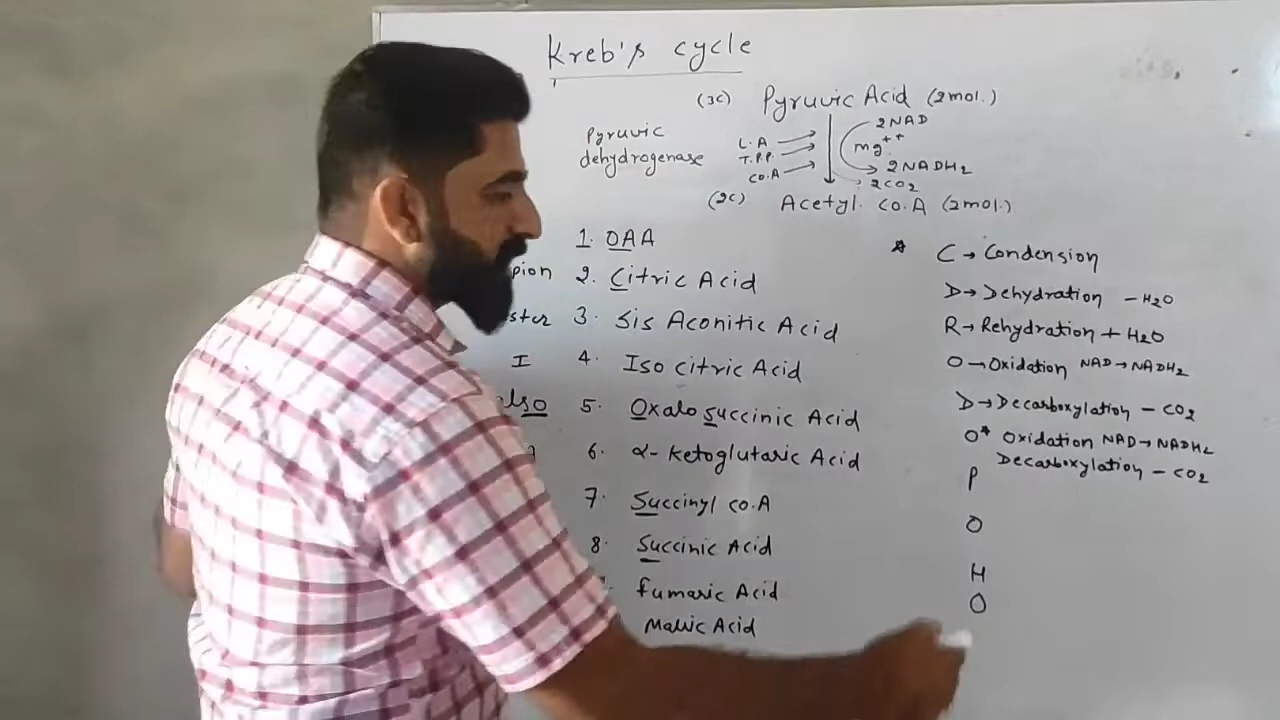 Kreb's cycle
(3C) Pyruvic Acid (2mol.)
2NAD
Pyruvic
dehydrogenase
L.A
T.P.P.
CO.A
mg++
2NADH2
2CO2
(2C) Acetyl. CO.A (2mol.)
1. OAA
pion 2. Citric Acid
ster 3. Sis Aconitic Acid
I 4. Iso citric Acid
also 5. Oxalo succinic Acid
6. α-ketoglutaric Acid
7. Succinyl co.A
8. Succinic Acid
fumaric Acid
Malic Acid
* C→Condension
D→Dehydration -H2O
R→Rehydration +H2O
O→Oxidation NAD→NADH2
D→Decarboxylation -CO2
O* Oxidation NAD→NADH2
Decarboxylation -CO2
P
O
H
O